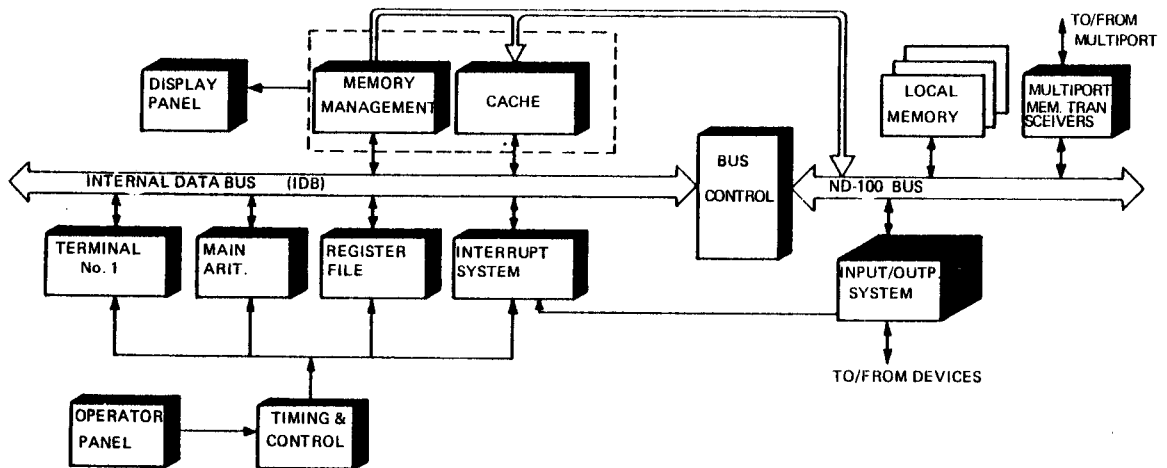 TO/FROM
MULTIPORT
DISPLAY
PANEL
MEMORY
MANAGEMENT
CACHE
LOCAL
MEMORY
MULTIPORT
MEM. TRAN
SCEIVERS
BUS
CONTROL
INTERNAL DATA BUS (IDB)
ND-100 BUS
TERMINAL
No. 1
MAIN
ARIT.
REGISTER
FILE
INTERRUPT
SYSTEM
INPUT/OUTP.
SYSTEM
TO/FROM DEVICES
OPERATOR
PANEL
TIMING &
CONTROL